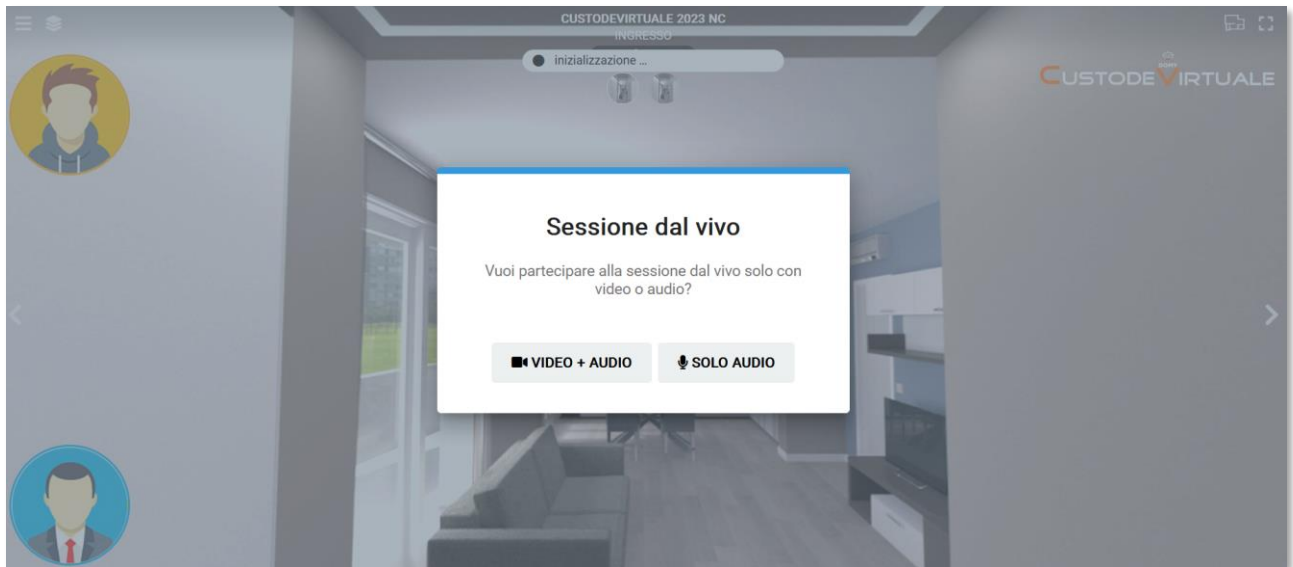 CUSTODEVIRTUALE 2023 NC
INGRESSO
inizializzazione ...
CUSTODEVIRTUALE
Sessione dal vivo
Vuoi partecipare alla sessione dal vivo solo con
video o audio?
VIDEO + AUDIO
SOLO AUDIO